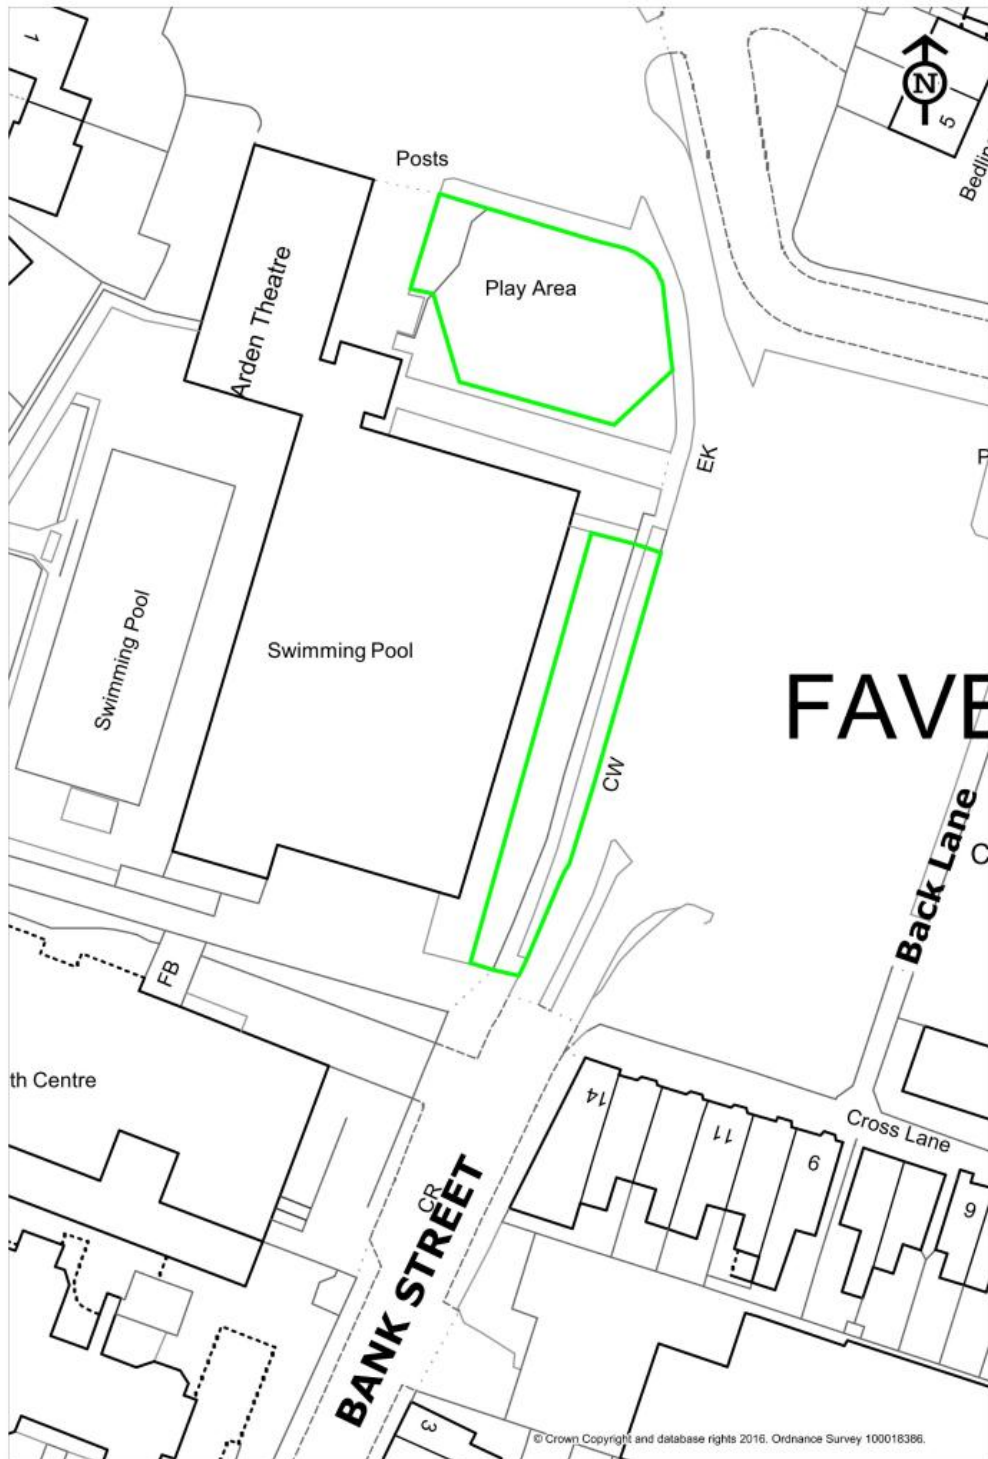 1
N
5
Bedlin
Posts
Arden Theatre
Play Area
EK
P
Swimming Pool
Swimming Pool
FAVE
CW
Back Lane
C
FB
th Centre
14
11
9
Cross Lane
6
CR
BANK STREET
3
© Crown Copyright and database rights 2016. Ordnance Survey 100018386.